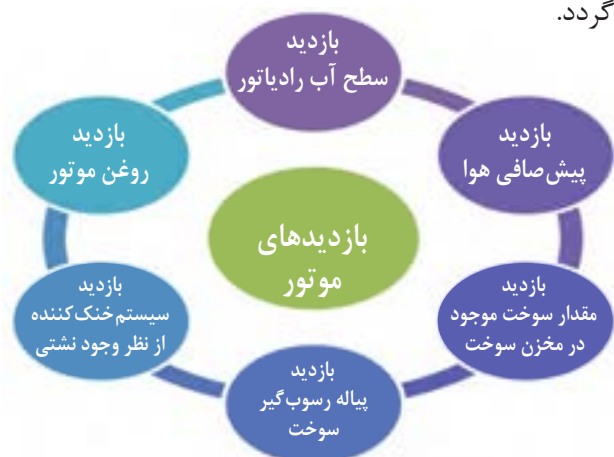 گردد.
بازدید
سطح آب رادیاتور
بازدید
پیش‌صافی هوا
بازدید
روغن موتور
بازدیدهای
موتور
بازدید
مقدار سوخت موجود
در مخزن سوخت
بازدید
سیستم خنک‌کننده
از نظر وجود نشتی
بازدید
پیاله رسوب‌گیر
سوخت